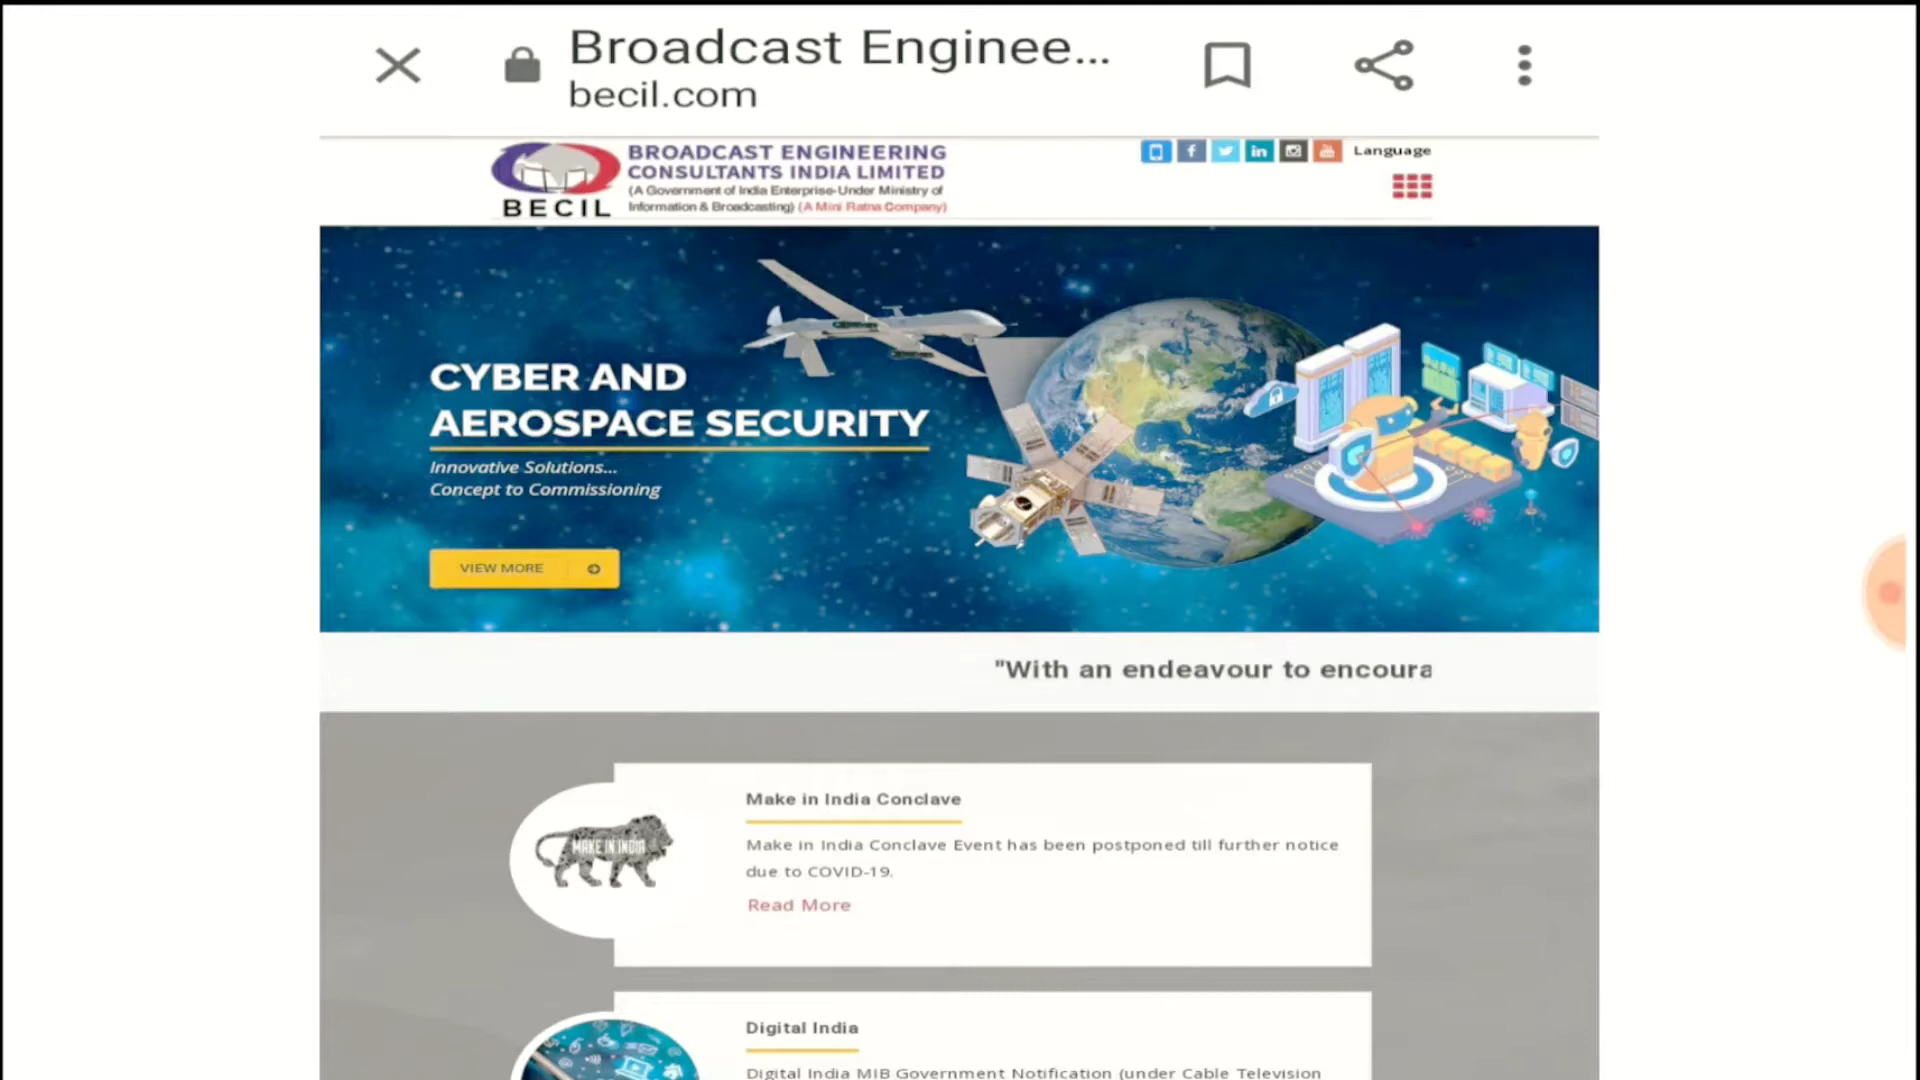 Broadcast Enginee...
becil.com
BROADCAST ENGINEERING
CONSULTANTS INDIA LIMITED
(A Government of India Enterprise-Under Ministry of
Information & Broadcasting) (A Mini Ratna Company)
BECIL
Language
CYBER AND
AEROSPACE SECURITY
Innovative Solutions...
Concept to Commissioning
VIEW MORE
"With an endeavour to encoura
Make in India Conclave
MAKE IN INDIA
Make in India Conclave Event has been postponed till further notice
due to COVID-19.
Read More
Digital India
Digital India MIB Government Notification (under Cable Television